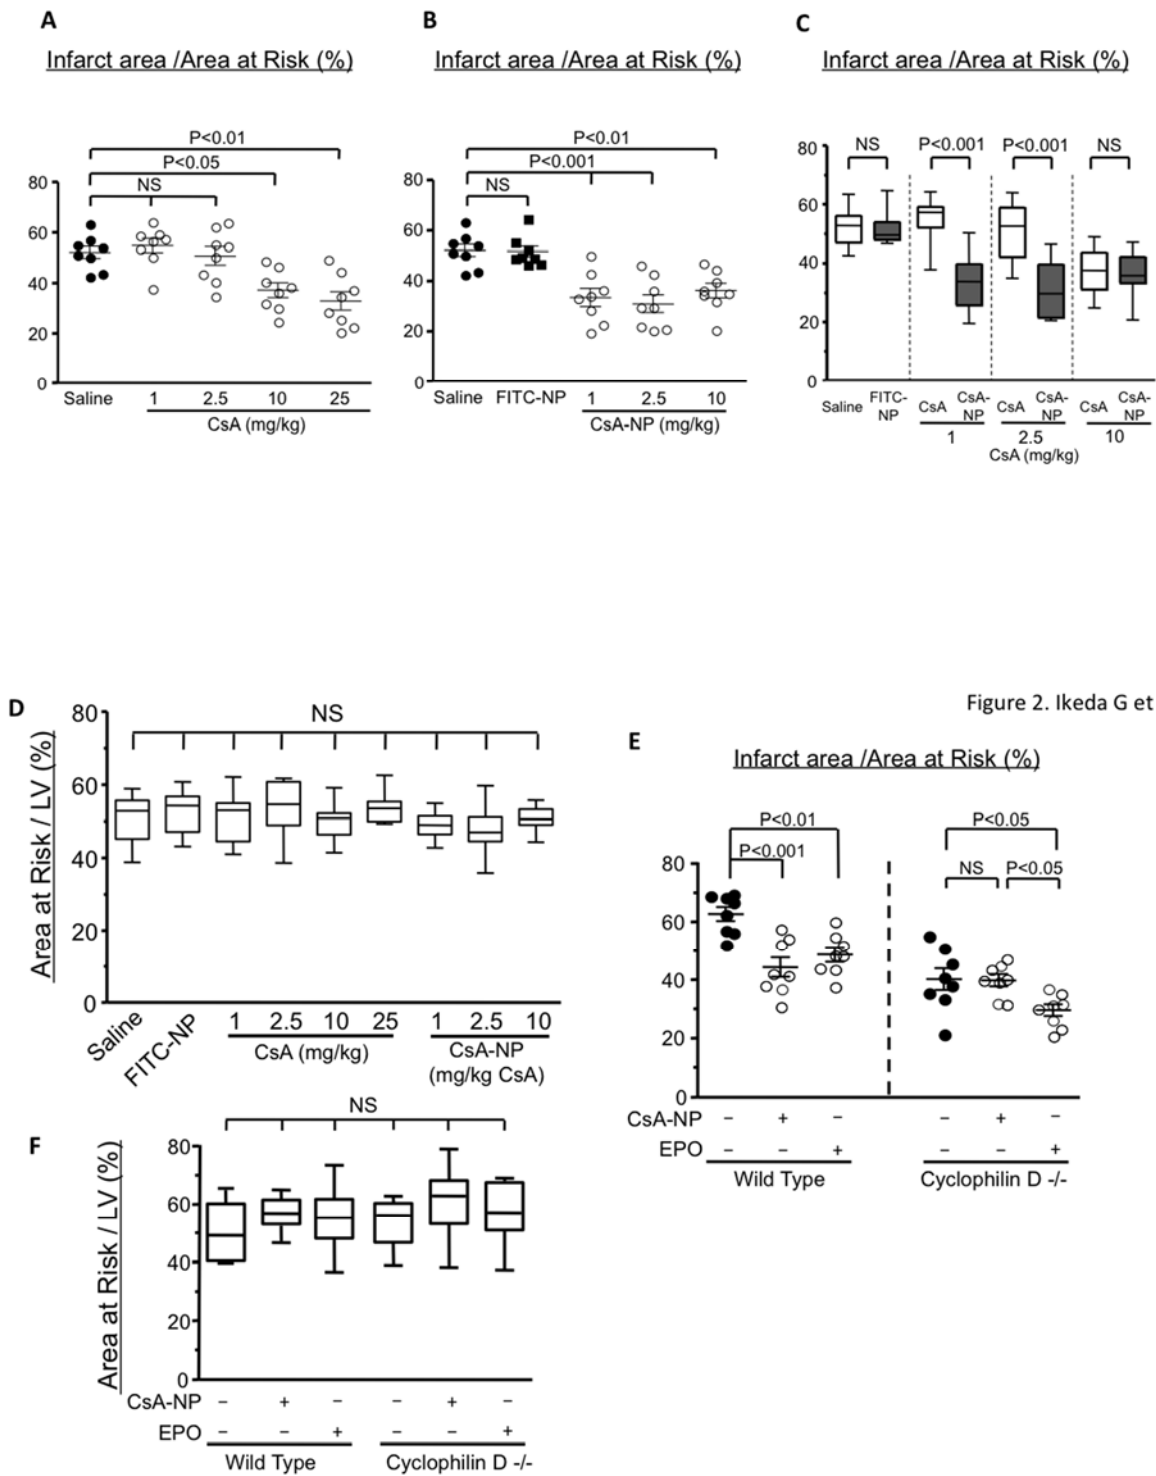 A
Infarct area /Area at Risk (%)
P<0.01
P<0.05
NS
80
60
40
20
0
Saline 1 2.5 10 25
CsA (mg/kg)
B
Infarct area /Area at Risk (%)
P<0.01
P<0.001
NS
80
60
40
20
0
Saline FITC-NP 1 2.5 10
CsA-NP (mg/kg)
C
Infarct area /Area at Risk (%)
NS P<0.001 P<0.001 NS
80
60
40
20
0
Saline FITC-NP CsA CsA-NP CsA CsA-NP CsA CsA-NP
1 2.5 10
CsA (mg/kg)
Figure 2. Ikeda G et
D
Area at Risk / LV (%)
NS
80
60
40
20
0
Saline FITC-NP 1 2.5 10 25 1 2.5 10
CsA (mg/kg) CsA-NP
(mg/kg CsA)
E
Infarct area /Area at Risk (%)
P<0.01 P<0.05
P<0.001 NS P<0.05
80
60
40
20
0
CsA-NP − + − − + −
EPO − − + − − +
Wild Type Cyclophilin D -/-
F
Area at Risk / LV (%)
NS
80
60
40
20
0
CsA-NP − + − − + −
EPO − − + − − +
Wild Type Cyclophilin D -/-